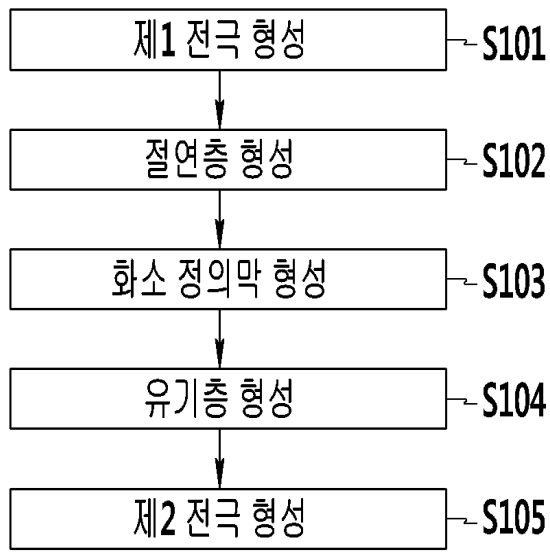 제1 전극 형성 S101
절연층 형성 S102
화소 정의막 형성 S103
유기층 형성 S104
제2 전극 형성 S105